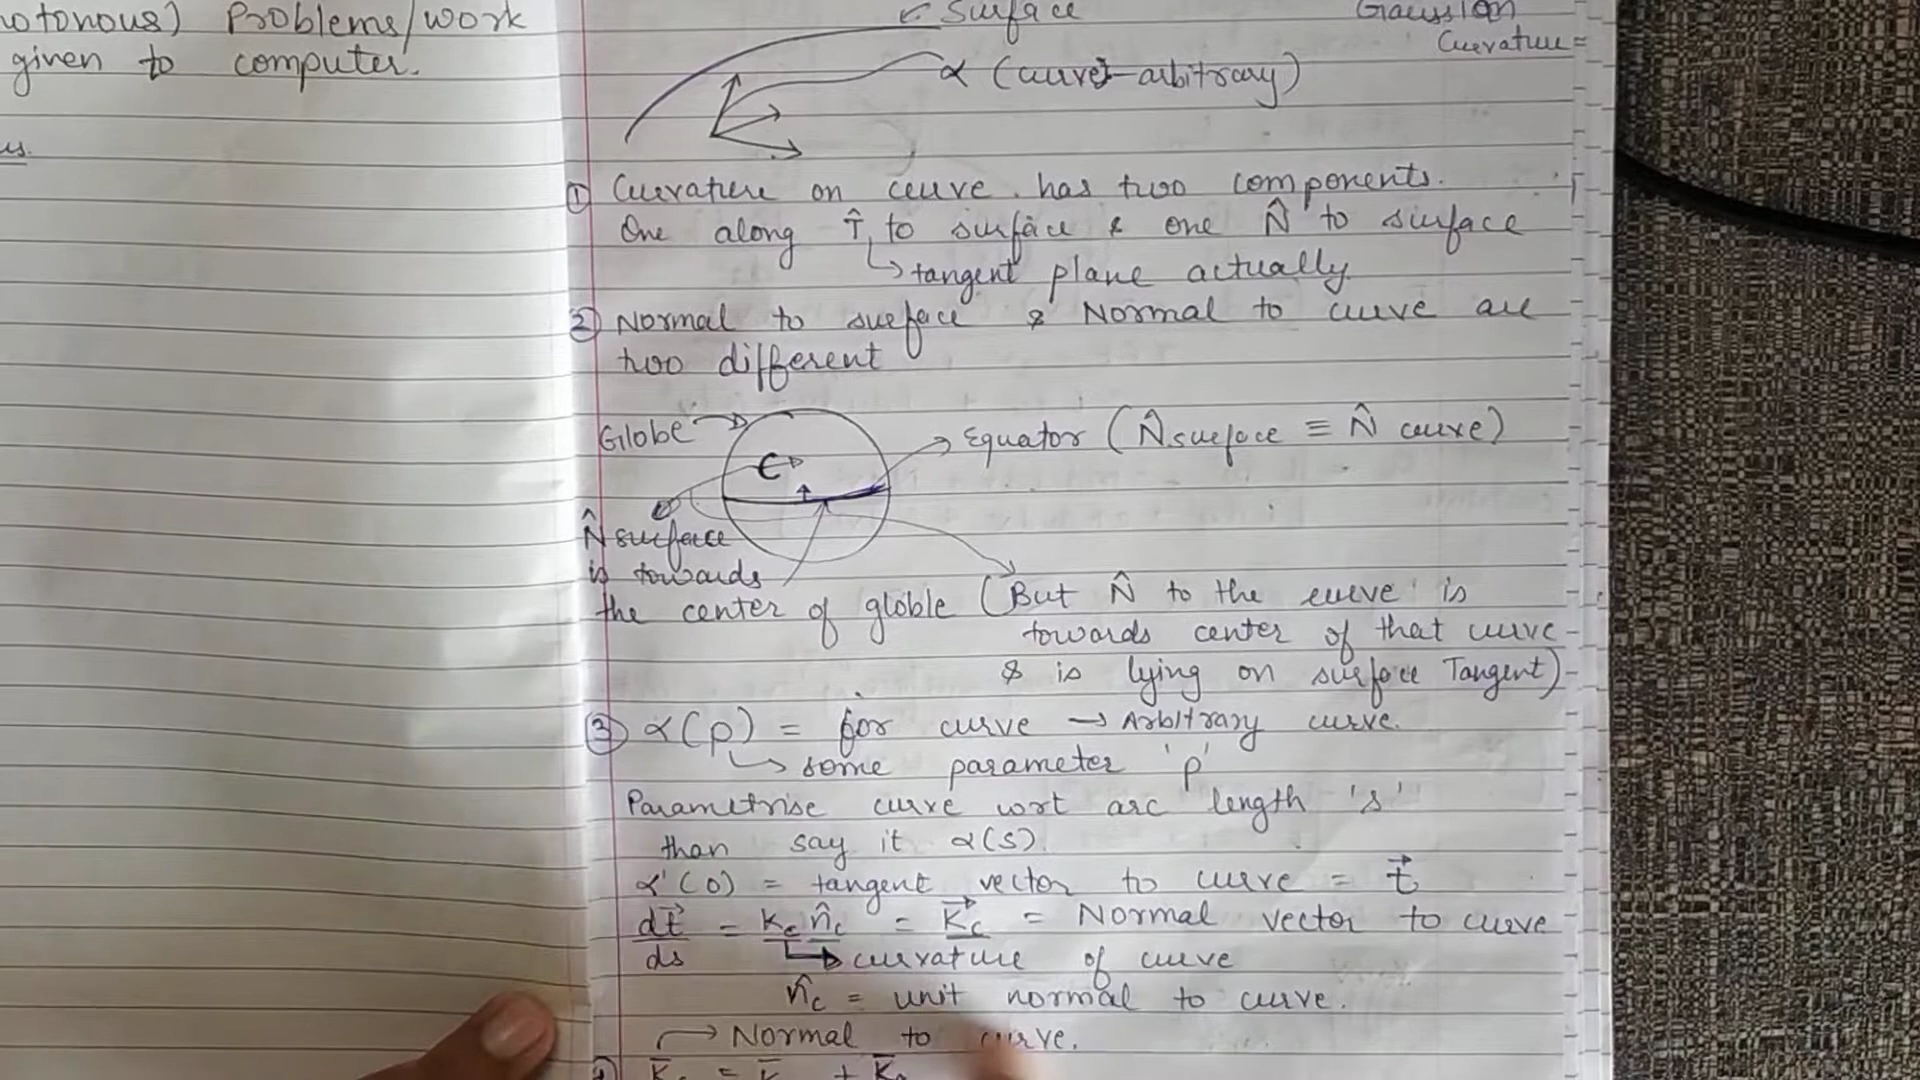 notonous) Problems/work
given to computer.
us.
Surface
Gaussian
Curvature =
α (curve)-arbitrary)
① Curvature on curve has two components.
One along T̂ to surface & one N̂ to surface
↳ tangent plane actually
② Normal to surface & Normal to curve are
two different
Globe
Equator (N̂ surface ≡ N̂ curve)
C
N̂ surface
is towards
the center of globle (But N̂ to the curve is
towards center of that curve
& is lying on surface Tangent)
③ α(p) = for curve → Arbitrary curve.
↳ some parameter 'p'
Parametrise curve wrt arc length 's'
than say it α(s)
α'(0) = tangent vector to curve = t⃗
dt⃗/ds = Kc n̂c = K⃗c = Normal vector to curve
↳ curvature of curve
n̂c = unit normal to curve.
→ Normal to curve.